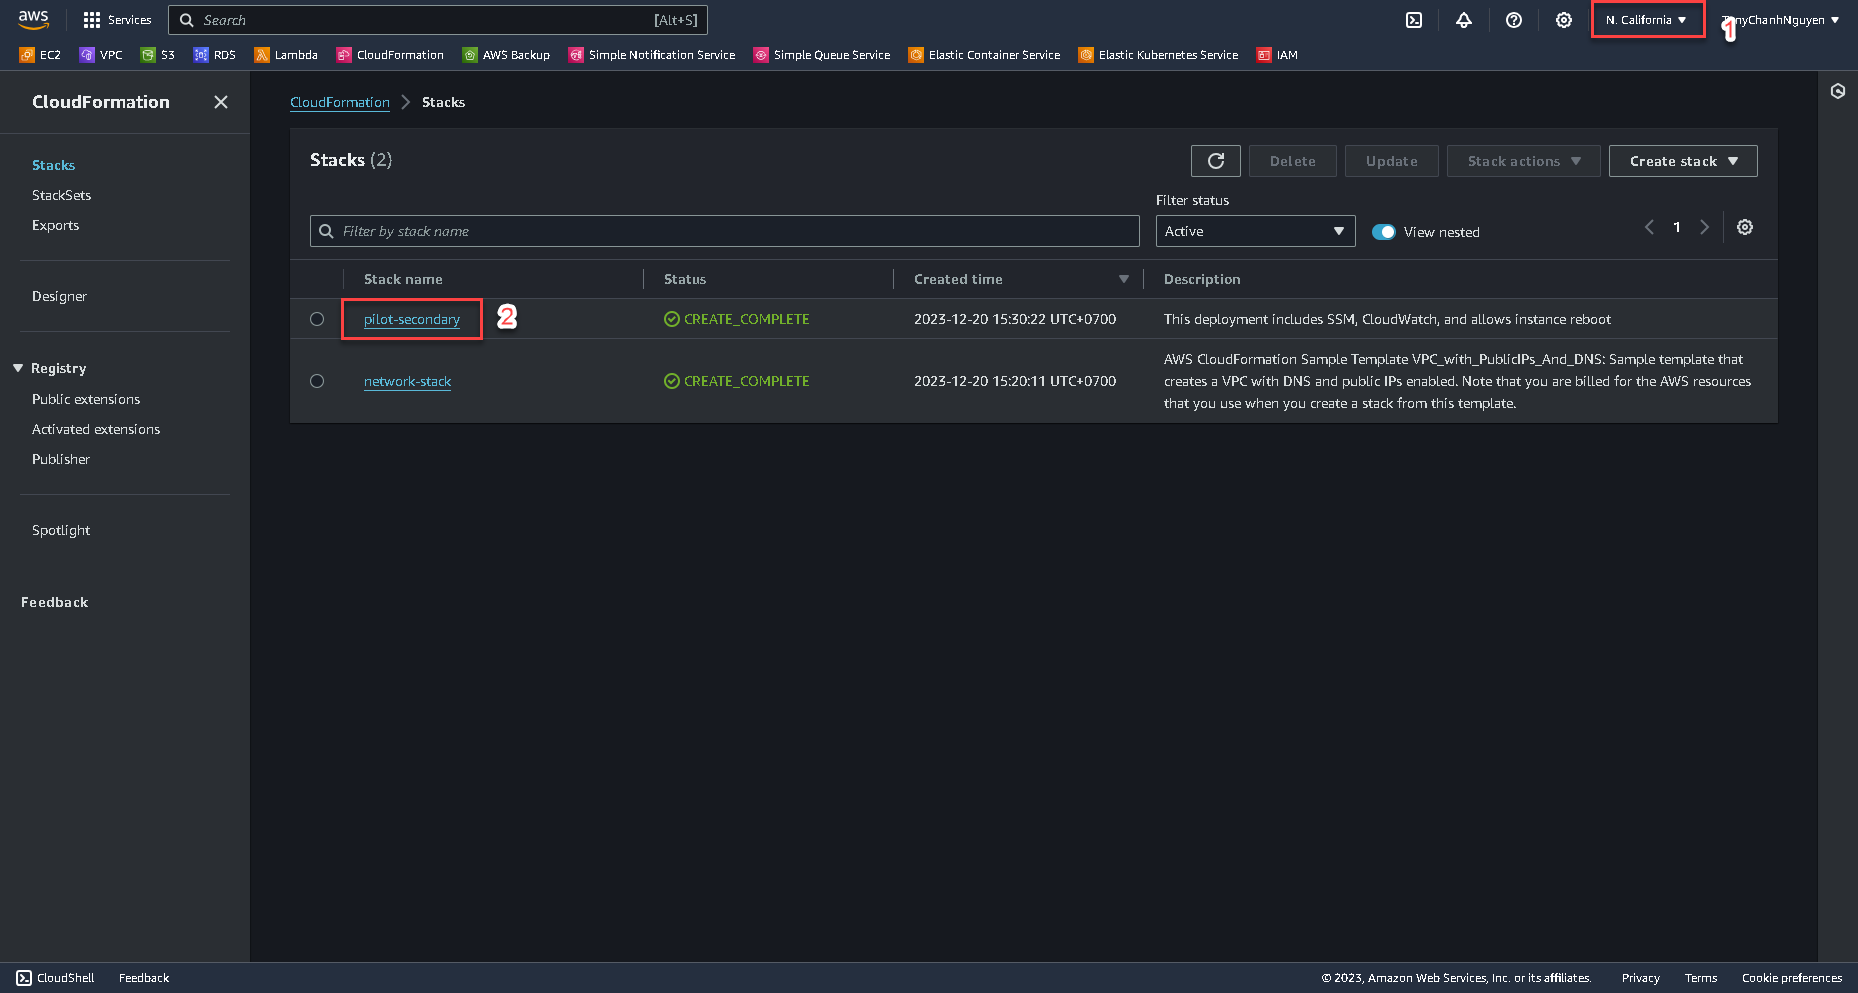 aws
Services
Search
[Alt+S]
N. California
1
TonyChanhNguyen
EC2
VPC
S3
RDS
Lambda
CloudFormation
AWS Backup
Simple Notification Service
Simple Queue Service
Elastic Container Service
Elastic Kubernetes Service
IAM
CloudFormation
Stacks
StackSets
Exports
Designer
Registry
Public extensions
Activated extensions
Publisher
Spotlight
Feedback
CloudFormation > Stacks
Stacks (2)
Delete
Update
Stack actions
Create stack
Filter status
Filter by stack name
Active
View nested
1
Stack name Status Created time Description
pilot-secondary 2 CREATE_COMPLETE 2023-12-20 15:30:22 UTC+0700 This deployment includes SSM, CloudWatch, and allows instance reboot
network-stack CREATE_COMPLETE 2023-12-20 15:20:11 UTC+0700
AWS CloudFormation Sample Template VPC_with_PublicIPs_And_DNS: Sample template that
creates a VPC with DNS and public IPs enabled. Note that you are billed for the AWS resources
that you use when you create a stack from this template.
CloudShell
Feedback
© 2023, Amazon Web Services, Inc. or its affiliates.
Privacy
Terms
Cookie preferences